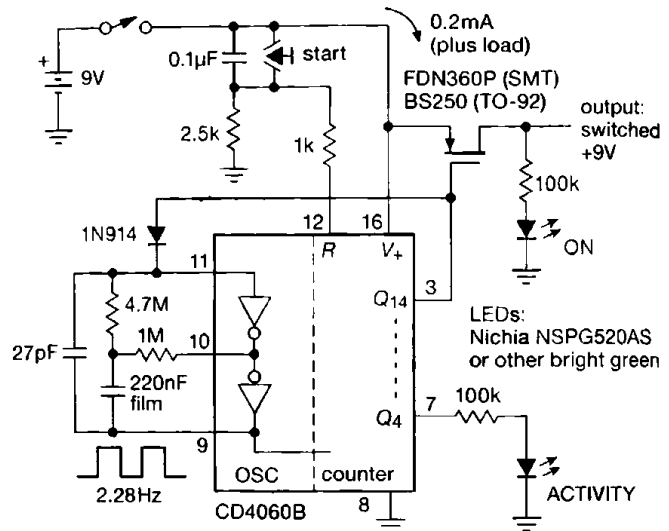 0.2mA
(plus load)
0.1μF
start
+
9V
FDN360P (SMT)
BS250 (TO-92)
output:
switched
+9V
2.5k
1k
100k
1N914
12
16
R
V+
ON
11
4.7M
Q14
3
LEDs:
Nichia NSPG520AS
or other bright green
27pF
1M
10
220nF
film
100k
Q4
7
9
2.28Hz
OSC
counter
8
ACTIVITY
CD4060B